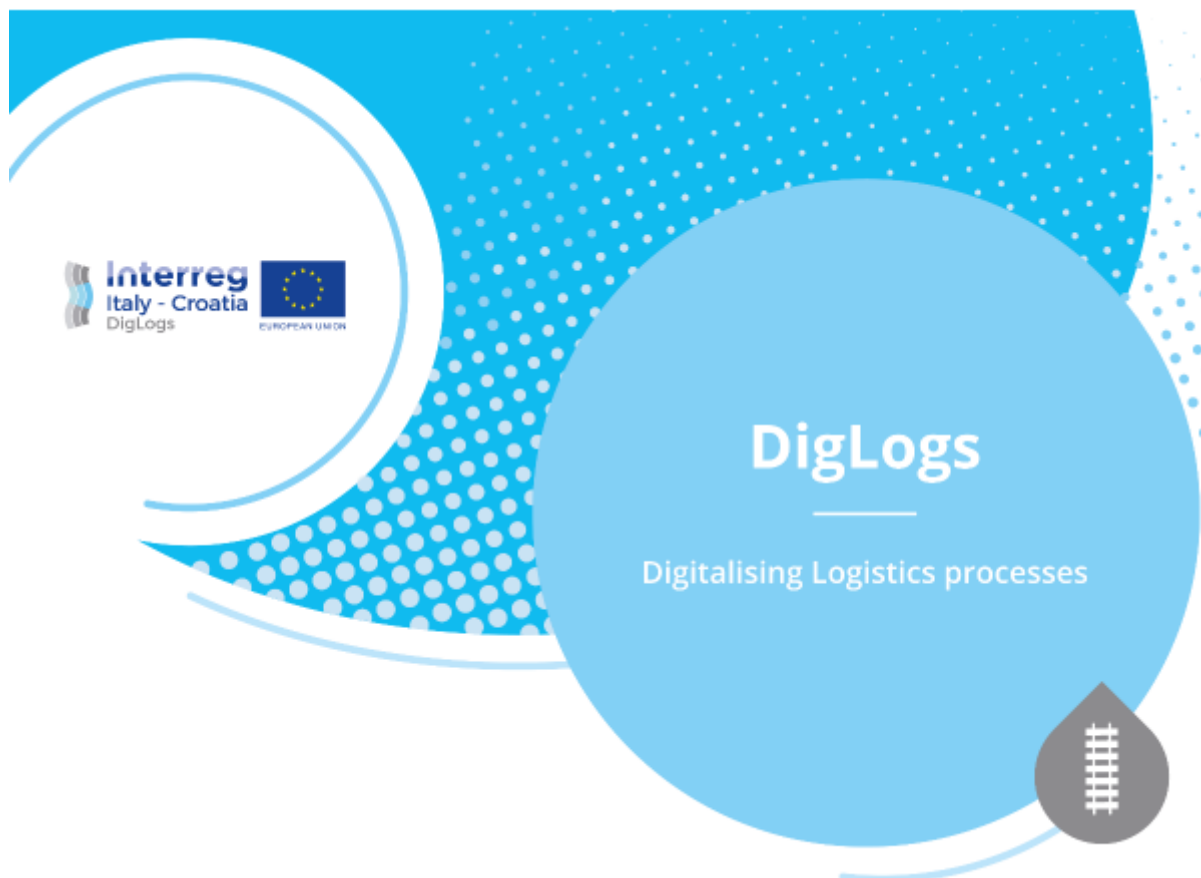 Interreg
Italy - Croatia
DigLogs
EUROPEAN UNION
DigLogs
Digitalising Logistics processes